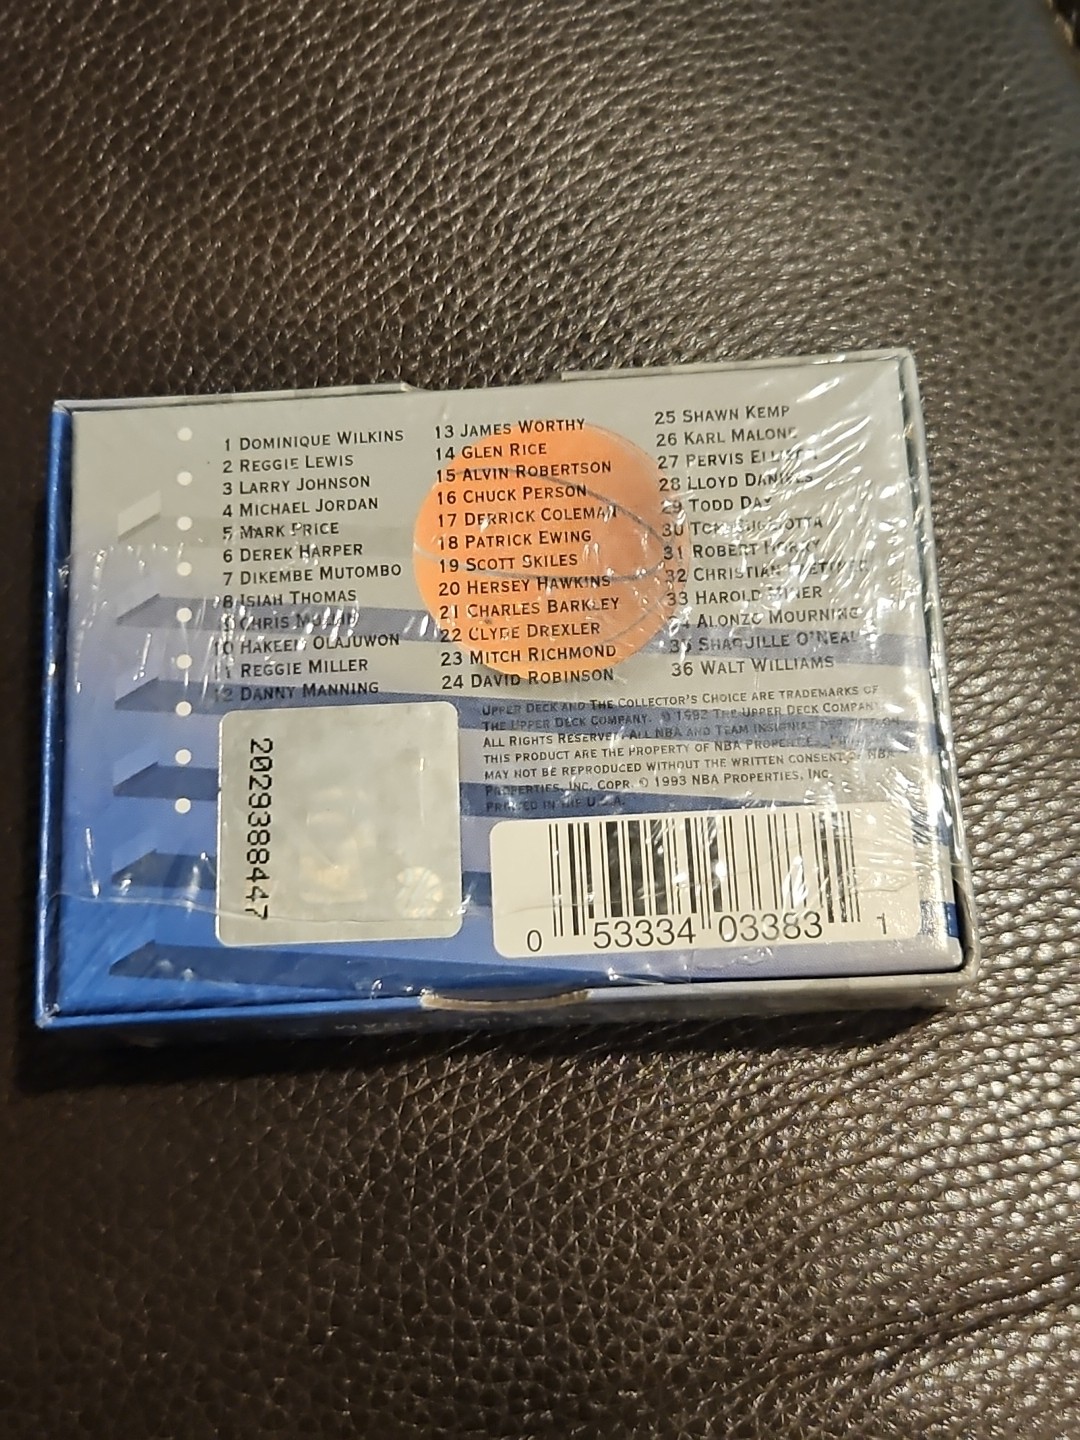 1 DOMINIQUE WILKINS
2 REGGIE LEWIS
3 LARRY JOHNSON
4 MICHAEL JORDAN
5 MARK PRICE
6 DEREK HARPER
7 DIKEMBE MUTOMBO
8 ISIAH THOMAS
CHRIS MULLIN
10 HAKEEM OLAJUWON
11 REGGIE MILLER
12 DANNY MANNING
13 JAMES WORTHY
14 GLEN RICE
15 ALVIN ROBERTSON
16 CHUCK PERSON
17 DERRICK COLEMAN
18 PATRICK EWING
19 SCOTT SKILES
20 HERSEY HAWKINS
21 CHARLES BARKLEY
22 CLYDE DREXLER
23 MITCH RICHMOND
24 DAVID ROBINSON
25 SHAWN KEMP
26 KARL MALONE
27 PERVIS
28 LLOYD DANIELS
29 TODD DAY
30 TOM GUGLIOTTA
31 ROBERT HORRY
32 CHRISTIAN LAETTNER
33 HAROLD MINER
34 ALONZO MOURNING
35 SHAQUILLE O'NEAL
36 WALT WILLIAMS
UPPER DECK AND THE COLLECTOR'S CHOICE ARE TRADEMARKS OF
THE UPPER DECK COMPANY. © 1992 THE UPPER DECK COMPANY.
ALL RIGHTS RESERVED. ALL NBA AND TEAM INSIGNIAS
THIS PRODUCT ARE THE PROPERTY OF NBA PROPERTIES,
MAY NOT BE REPRODUCED WITHOUT THE WRITTEN CONSENT OF NBA
PROPERTIES, INC. COPR. © 1993 NBA PROPERTIES, INC.
PRINTED IN THE U.S.A.
2029388447
0 53334 03383 1